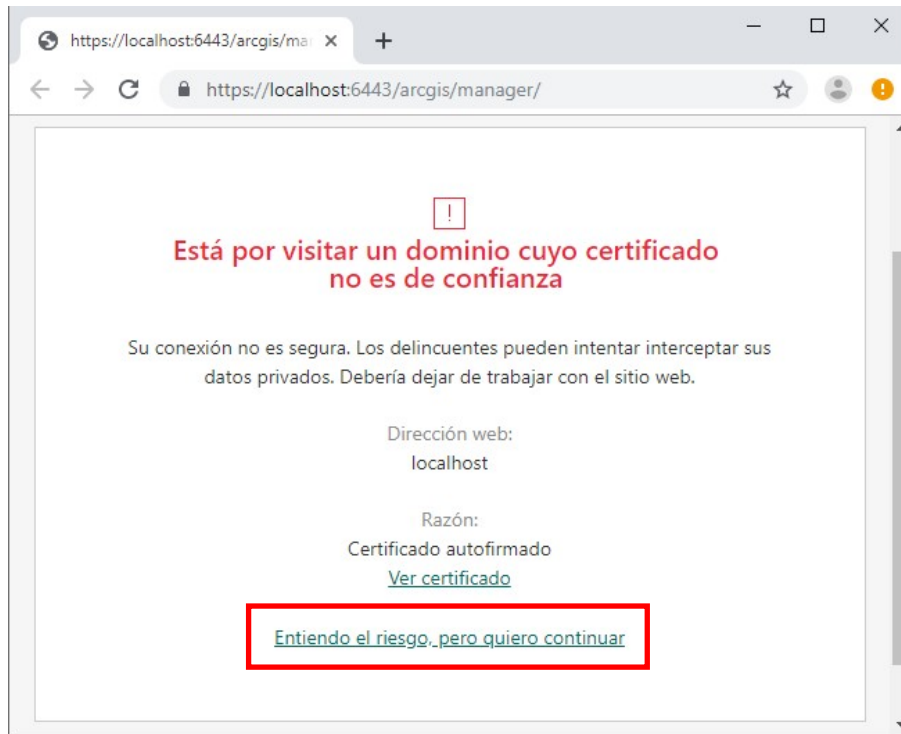 https://localhost:6443/arcgis/ma
https://localhost:6443/arcgis/manager/
!
Está por visitar un dominio cuyo certificado
no es de confianza
Su conexión no es segura. Los delincuentes pueden intentar interceptar sus
datos privados. Debería dejar de trabajar con el sitio web.
Dirección web:
localhost
Razón:
Certificado autofirmado
Ver certificado
Entiendo el riesgo, pero quiero continuar